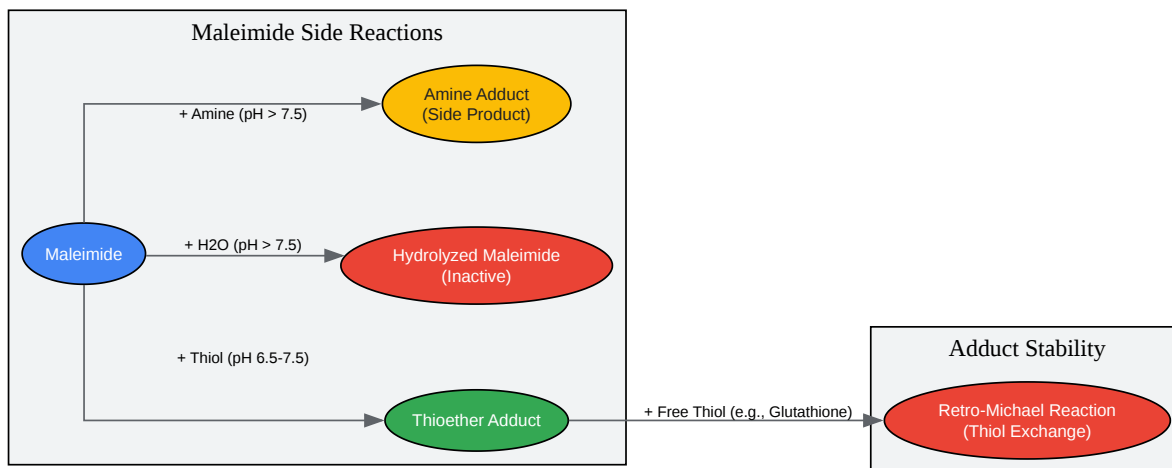 Maleimide Side Reactions
Amine Adduct
(Side Product)
+ Amine (pH > 7.5)
Maleimide
+ H2O (pH > 7.5)
Hydrolyzed Maleimide
(Inactive)
+ Thiol (pH 6.5-7.5)
Thioether Adduct
+ Free Thiol (e.g., Glutathione)
Adduct Stability
Retro-Michael Reaction
(Thiol Exchange)